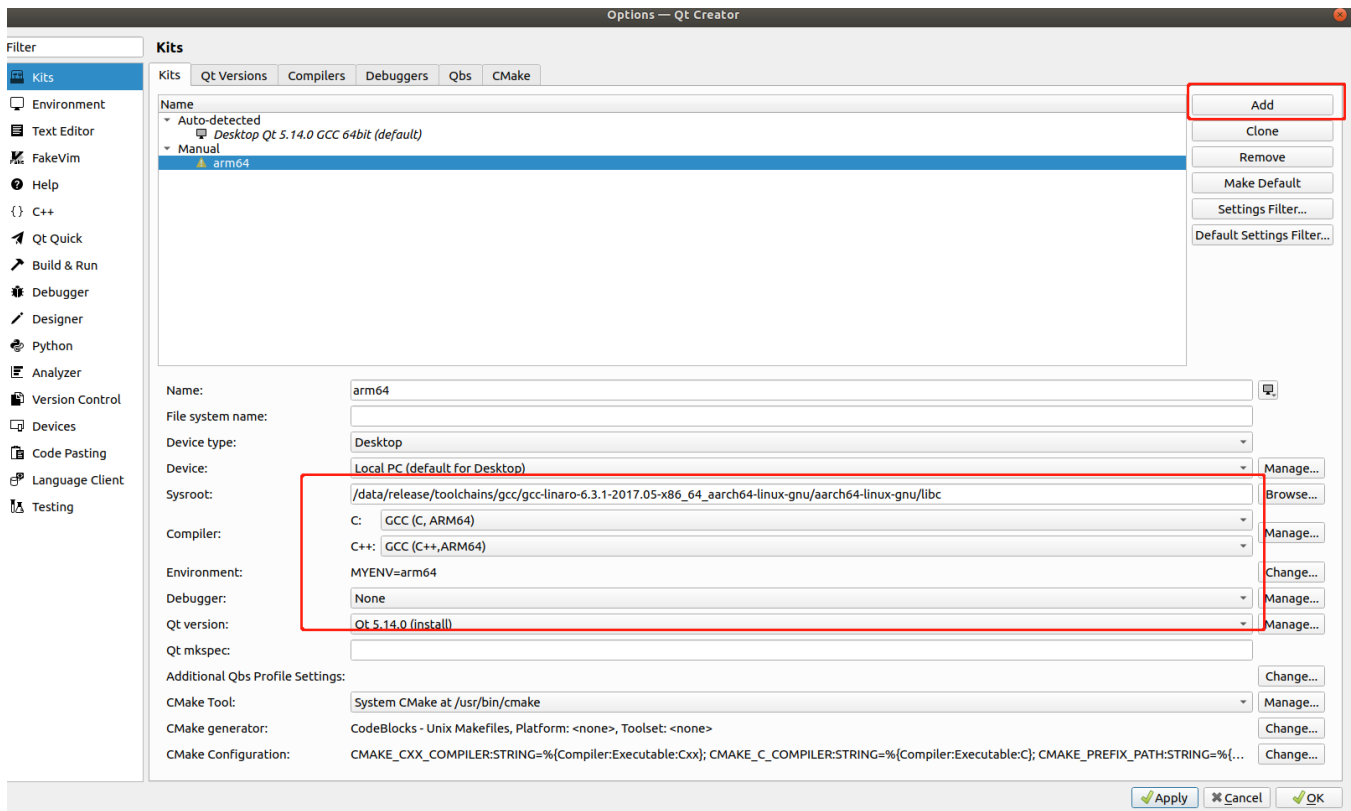 Options — Qt Creator
Filter
Kits
Kits
Environment
Text Editor
FakeVim
Help
{} C++
Qt Quick
Build & Run
Debugger
Designer
Python
Analyzer
Version Control
Devices
Code Pasting
Language Client
Testing
Kits Qt Versions Compilers Debuggers Qbs CMake
Name
Auto-detected
Desktop Qt 5.14.0 GCC 64bit (default)
Manual
arm64
Add
Clone
Remove
Make Default
Settings Filter...
Default Settings Filter...
Name: arm64
File system name:
Device type: Desktop
Device: Local PC (default for Desktop) Manage...
Sysroot: /data/release/toolchains/gcc/gcc-linaro-6.3.1-2017.05-x86_64_aarch64-linux-gnu/aarch64-linux-gnu/libc Browse...
Compiler: C: GCC (C, ARM64) Manage...
C++: GCC (C++,ARM64)
Environment: MYENV=arm64 Change...
Debugger: None Manage...
Qt version: Qt 5.14.0 (install) Manage...
Qt mkspec:
Additional Qbs Profile Settings: Change...
CMake Tool: System CMake at /usr/bin/cmake Manage...
CMake generator: CodeBlocks - Unix Makefiles, Platform: <none>, Toolset: <none> Change...
CMake Configuration: CMAKE_CXX_COMPILER:STRING=%{Compiler:Executable:Cxx}; CMAKE_C_COMPILER:STRING=%{Compiler:Executable:C}; CMAKE_PREFIX_PATH:STRING=%{... Change...
Apply Cancel OK